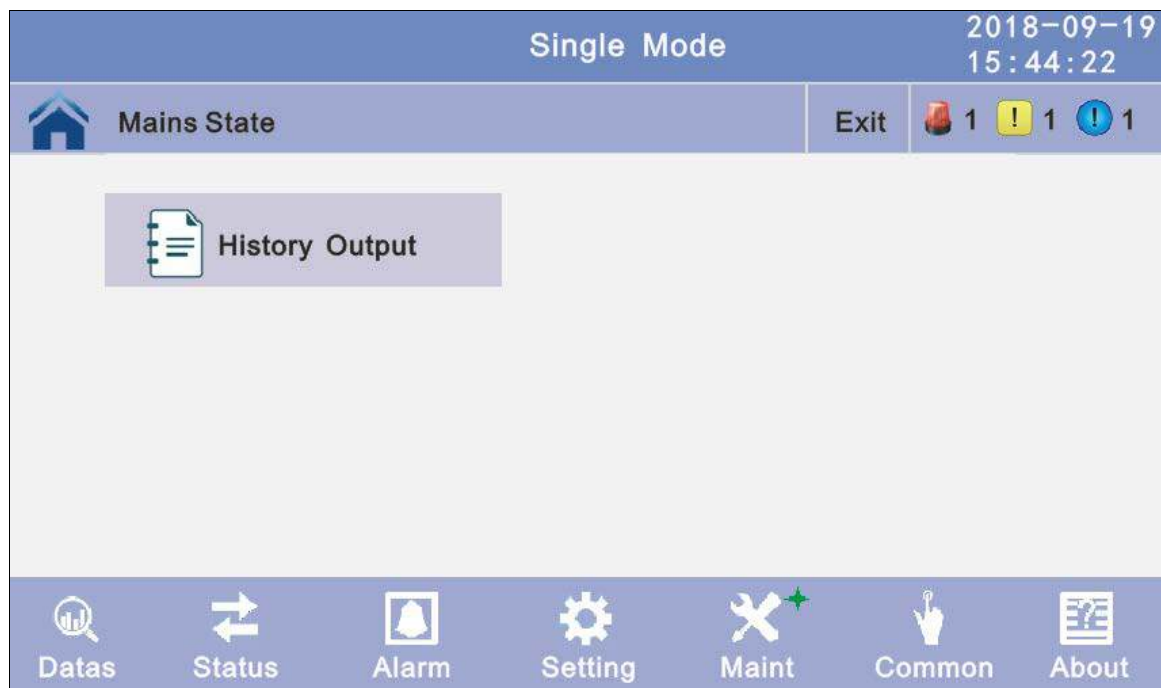 Single Mode
2018-09-19
15:44:22
Mains State
Exit
1
! 1
! 1
History Output
Datas
Status
Alarm
Setting
Maint
Common
About